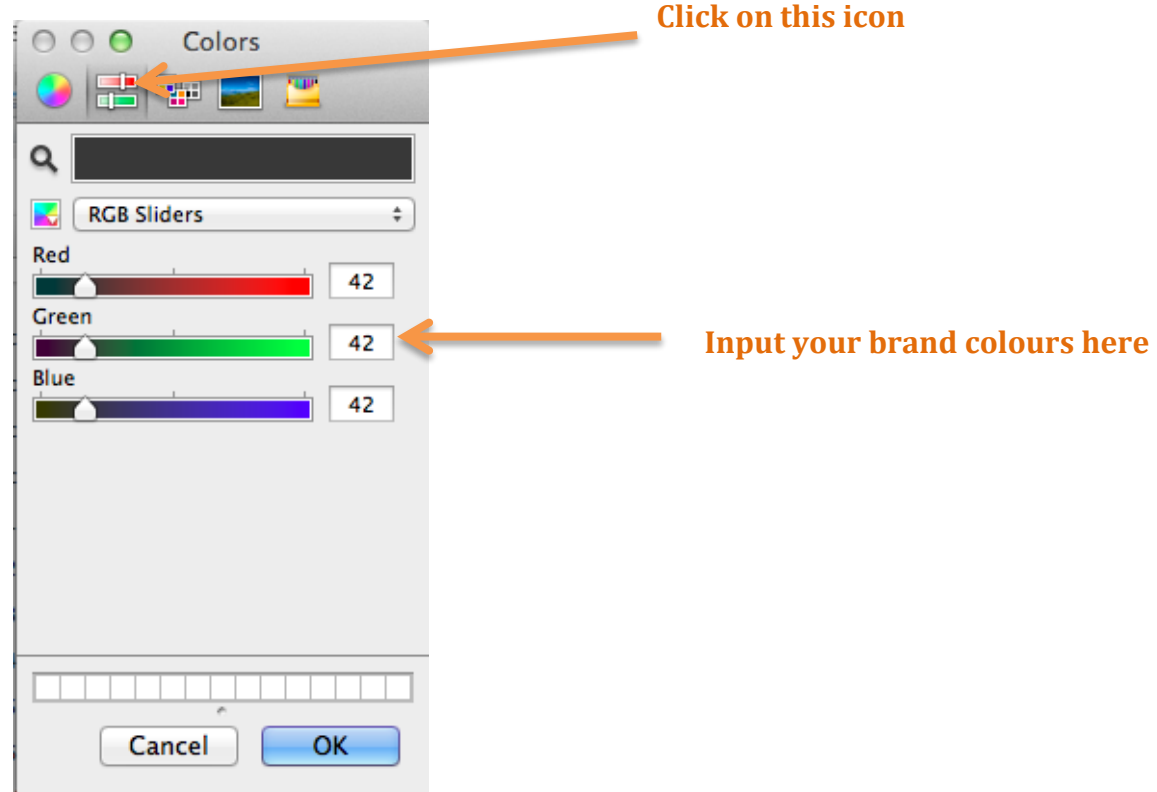 Click on this icon
Colors
RGB Sliders
Red
42
Green
42
Input your brand colours here
Blue
42
Cancel
OK